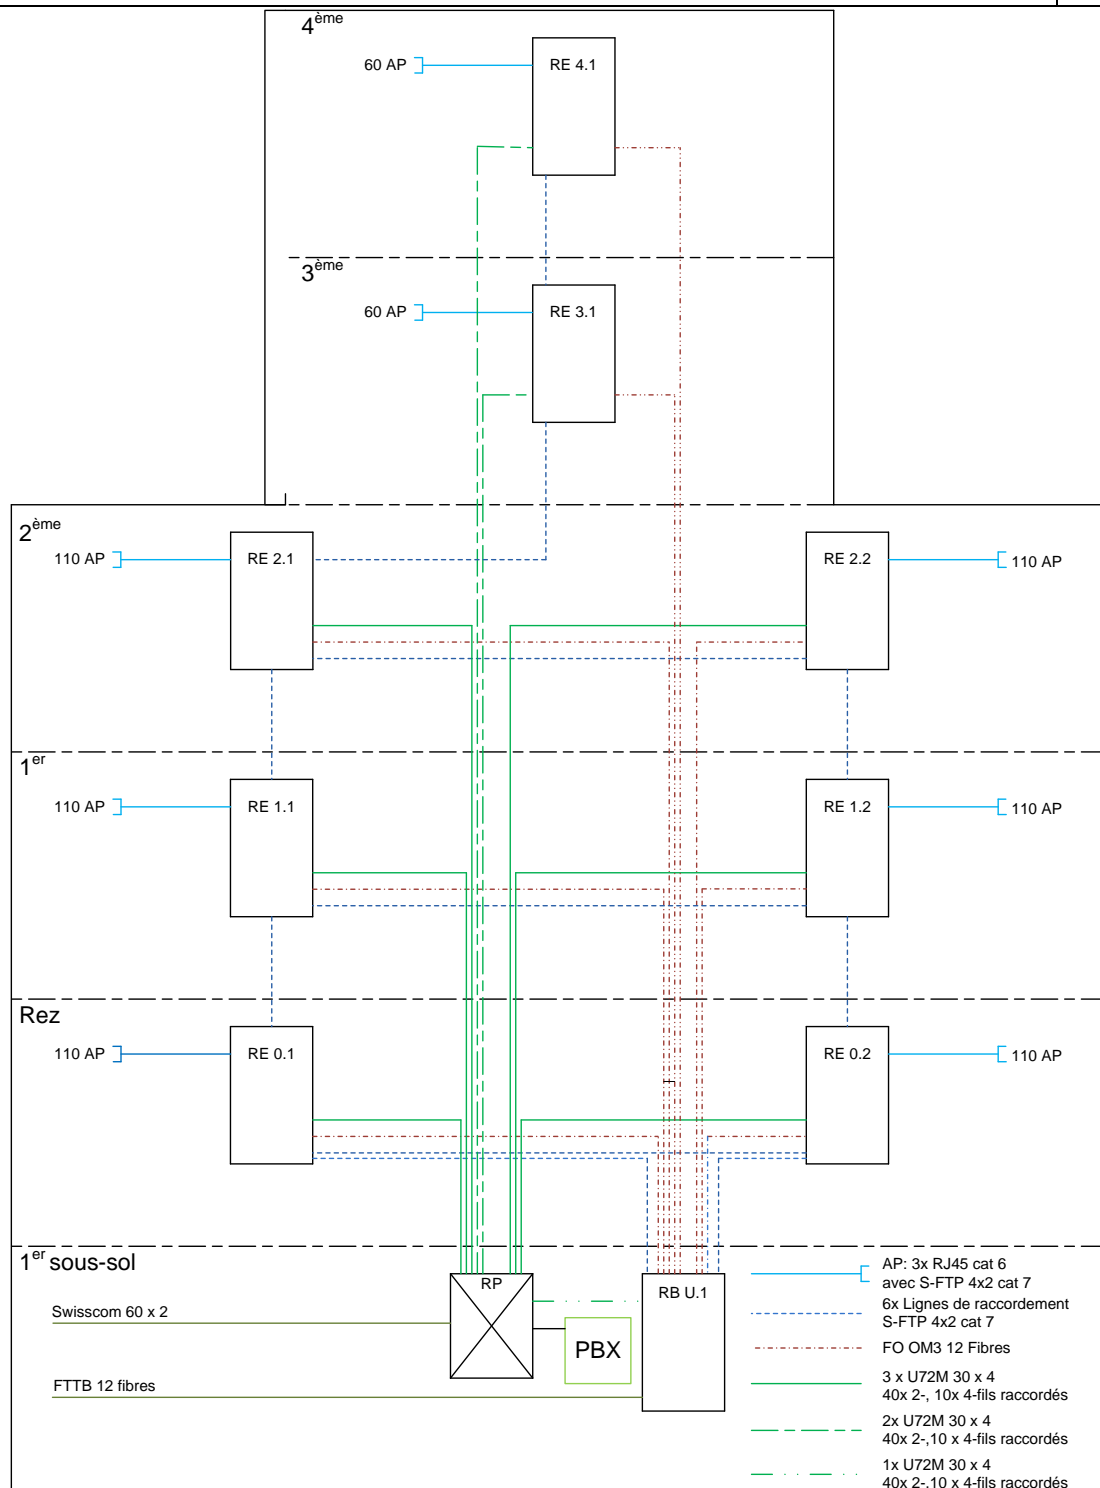 4ème
60 AP
RE 4.1
3ème
60 AP
RE 3.1
2ème
110 AP
RE 2.1
RE 2.2
110 AP
1er
110 AP
RE 1.1
RE 1.2
110 AP
Rez
110 AP
RE 0.1
RE 0.2
110 AP
1er sous-sol
RP
RB U.1
Swisscom 60 x 2
PBX
FTTB 12 fibres
AP: 3x RJ45 cat 6
avec S-FTP 4x2 cat 7
6x Lignes de raccordement
S-FTP 4x2 cat 7
FO OM3 12 Fibres
3 x U72M 30 x 4
40x 2-, 10x 4-fils raccordés
2x U72M 30 x 4
40x 2-,10 x 4-fils raccordés
1x U72M 30 x 4
40x 2-,10 x 4-fils raccordés